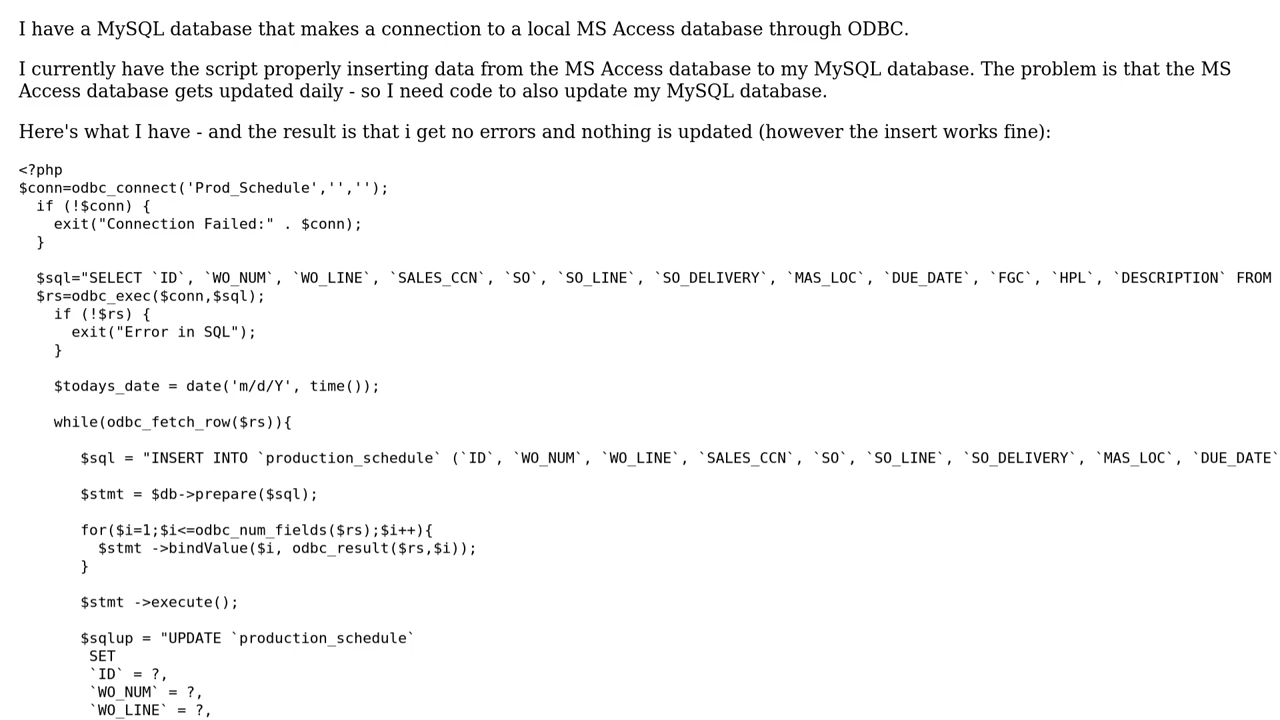 I have a MySQL database that makes a connection to a local MS Access database through ODBC.
I currently have the script properly inserting data from the MS Access database to my MySQL database. The problem is that the MS
Access database gets updated daily - so I need code to also update my MySQL database.
Here's what I have - and the result is that i get no errors and nothing is updated (however the insert works fine):
<?php
$conn=odbc_connect('Prod_Schedule','','');
  if (!$conn) {
    exit("Connection Failed:" . $conn);
  }
  $sql="SELECT `ID`, `WO_NUM`, `WO_LINE`, `SALES_CCN`, `SO`, `SO_LINE`, `SO_DELIVERY`, `MAS_LOC`, `DUE_DATE`, `FGC`, `HPL`, `DESCRIPTION` FROM
  $rs=odbc_exec($conn,$sql);
    if (!$rs) {
      exit("Error in SQL");
    }
    $todays_date = date('m/d/Y', time());
    while(odbc_fetch_row($rs)){
       $sql = "INSERT INTO `production_schedule` (`ID`, `WO_NUM`, `WO_LINE`, `SALES_CCN`, `SO`, `SO_LINE`, `SO_DELIVERY`, `MAS_LOC`, `DUE_DATE`
       $stmt = $db->prepare($sql);
       for($i=1;$i<=odbc_num_fields($rs);$i++){
         $stmt ->bindValue($i, odbc_result($rs,$i));
       }
       $stmt ->execute();
       $sqlup = "UPDATE `production_schedule`
        SET
        `ID` = ?,
        `WO_NUM` = ?,
        `WO_LINE` = ?,